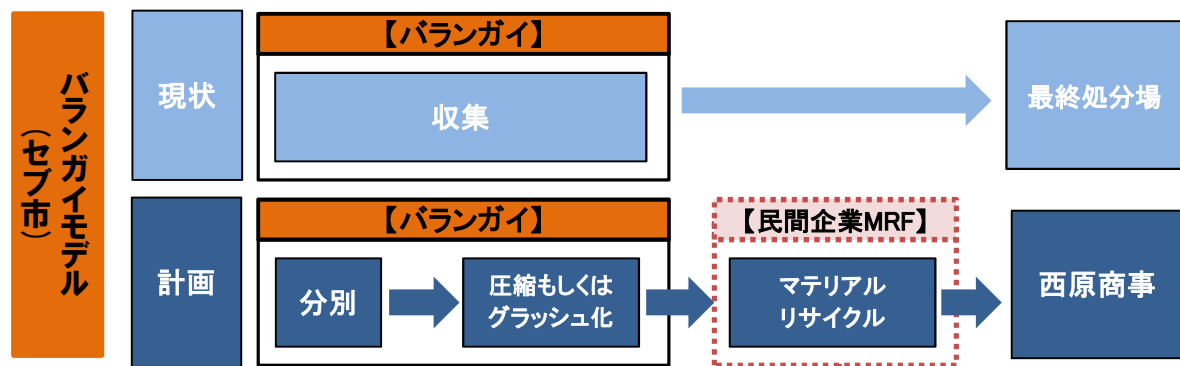 バランガイモデル
（セブ市）
現状
【バランガイ】
収集
最終処分場
計画
【バランガイ】
分別
圧縮もしくは
グラッシュ化
【民間企業MRF】
マテリアル
リサイクル
西原商事